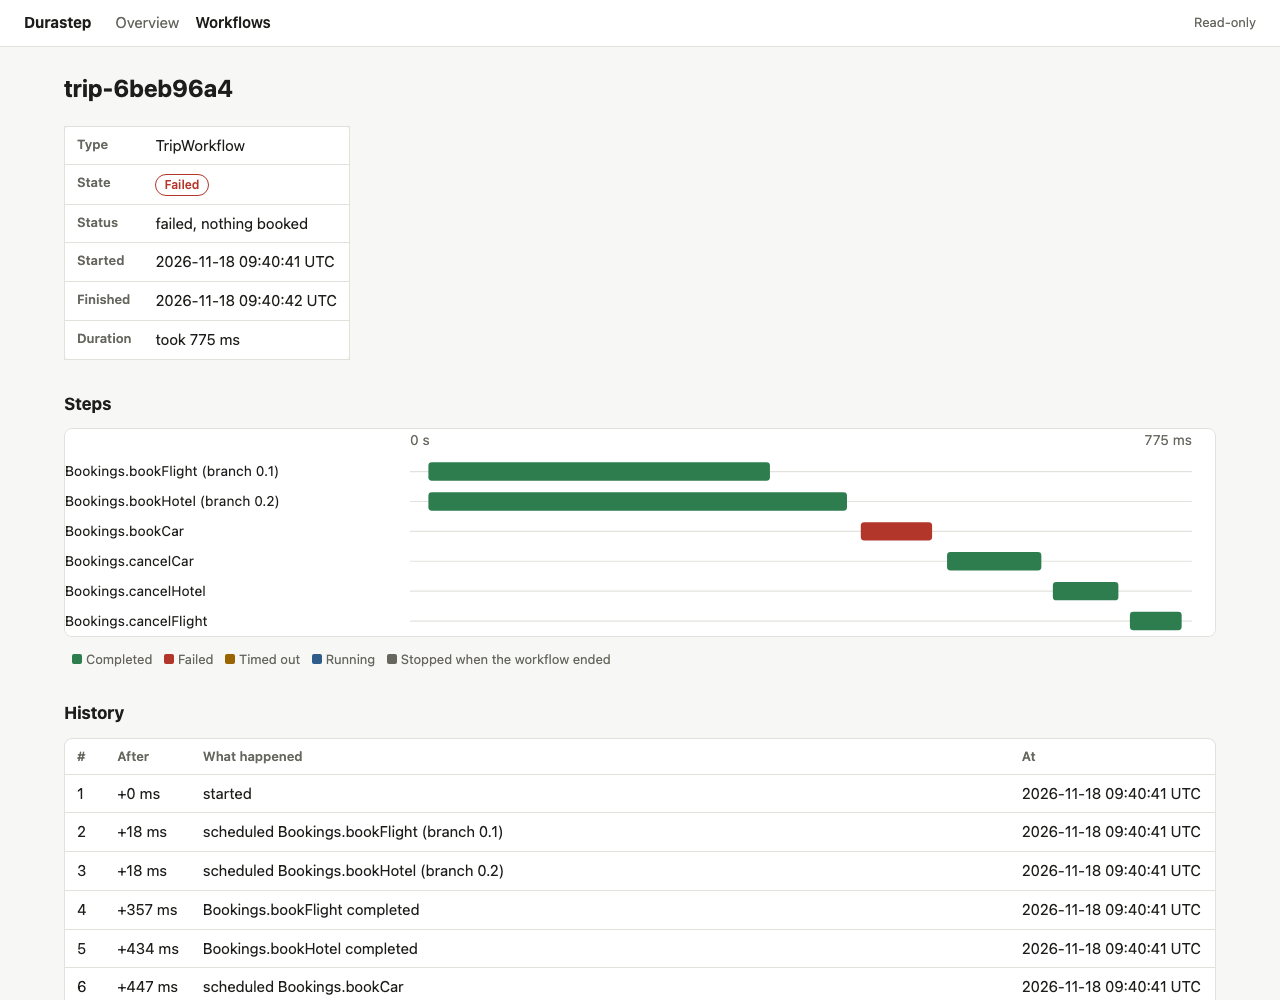 Durastep Overview Workflows Read-only
trip-6beb96a4
Type TripWorkflow
State Failed
Status failed, nothing booked
Started 2026-11-18 09:40:41 UTC
Finished 2026-11-18 09:40:42 UTC
Duration took 775 ms
Steps
0 s 775 ms
Bookings.bookFlight (branch 0.1)
Bookings.bookHotel (branch 0.2)
Bookings.bookCar
Bookings.cancelCar
Bookings.cancelHotel
Bookings.cancelFlight
Completed Failed Timed out Running Stopped when the workflow ended
History
# After What happened At
1 +0 ms started 2026-11-18 09:40:41 UTC
2 +18 ms scheduled Bookings.bookFlight (branch 0.1) 2026-11-18 09:40:41 UTC
3 +18 ms scheduled Bookings.bookHotel (branch 0.2) 2026-11-18 09:40:41 UTC
4 +357 ms Bookings.bookFlight completed 2026-11-18 09:40:41 UTC
5 +434 ms Bookings.bookHotel completed 2026-11-18 09:40:41 UTC
6 +447 ms scheduled Bookings.bookCar 2026-11-18 09:40:41 UTC